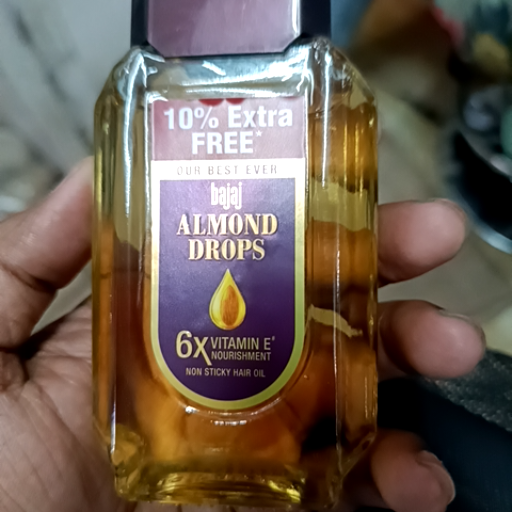 10% Extra
FREE*
OUR BEST EVER
bajaj
ALMOND
DROPS
6X VITAMIN E#
NOURISHMENT
NON STICKY HAIR OIL